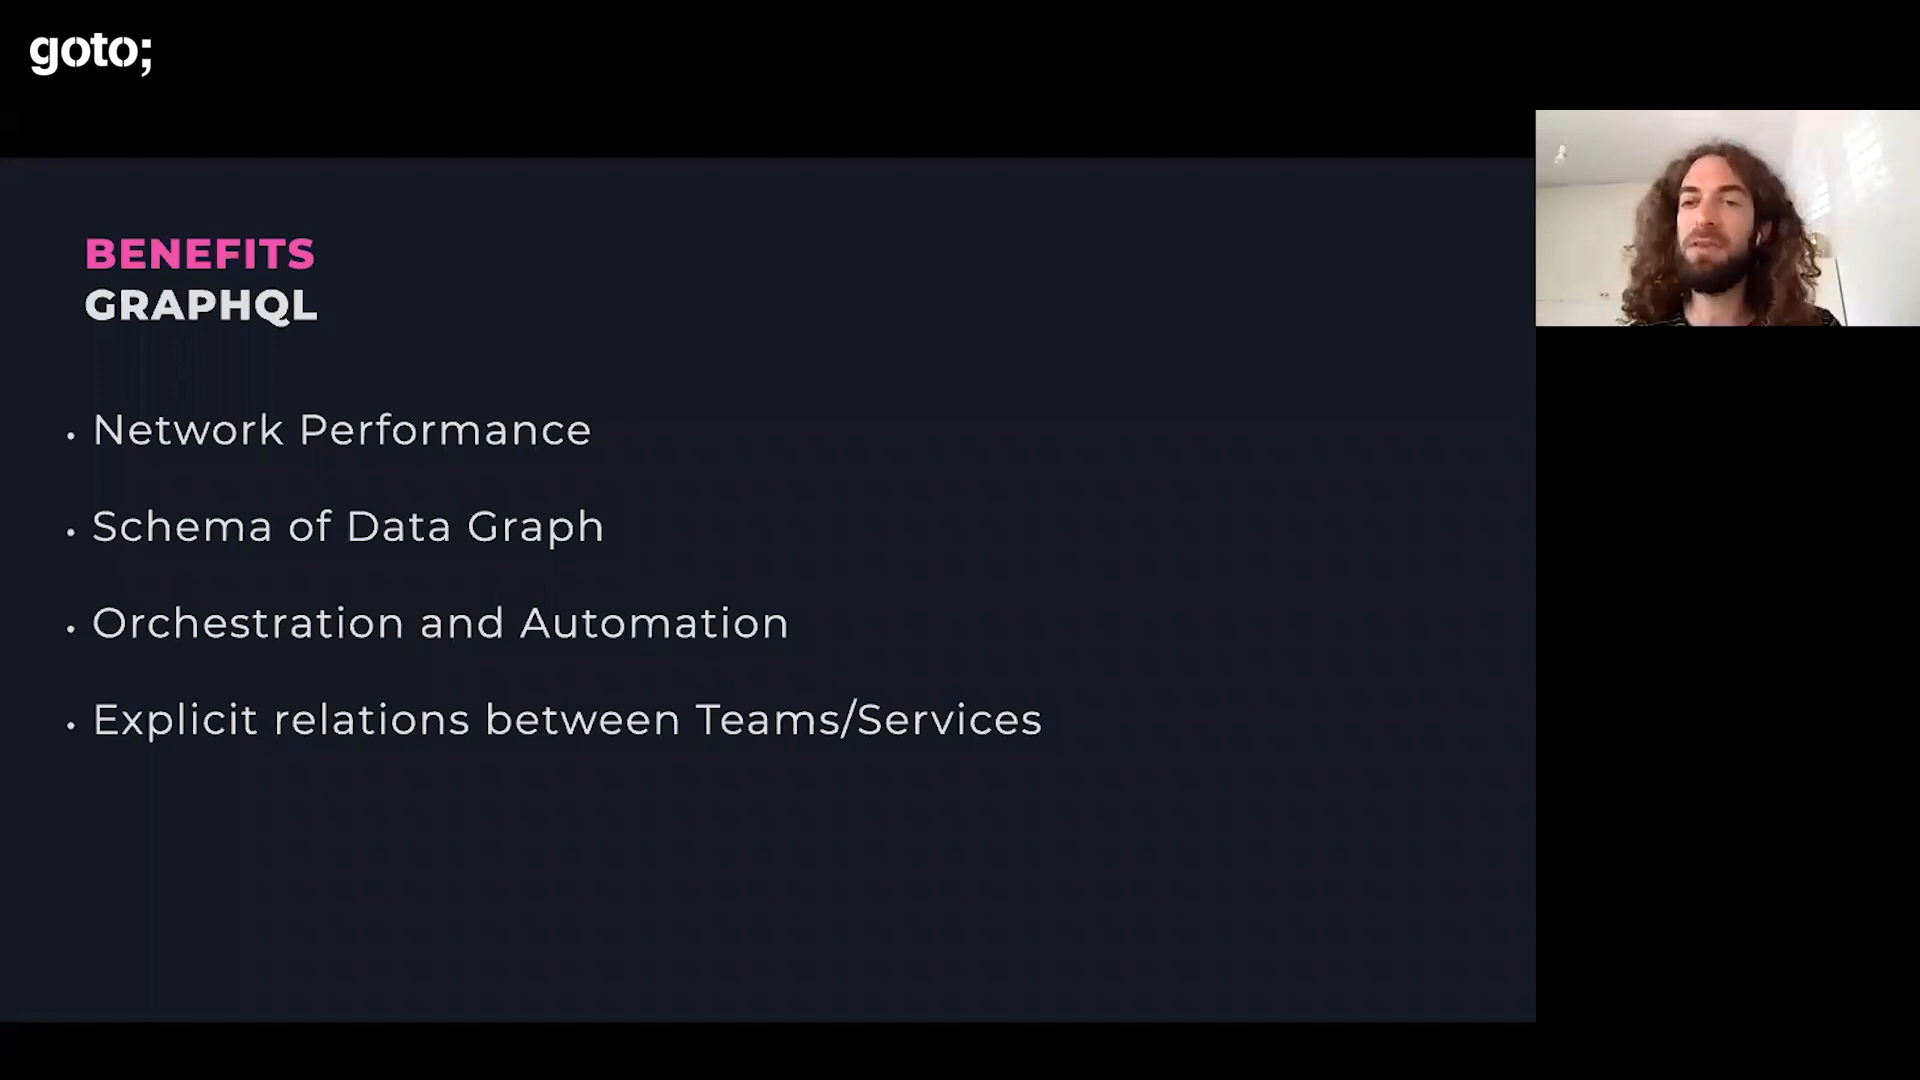 goto;
BENEFITS
GRAPHQL
• Network Performance
• Schema of Data Graph
• Orchestration and Automation
• Explicit relations between Teams/Services